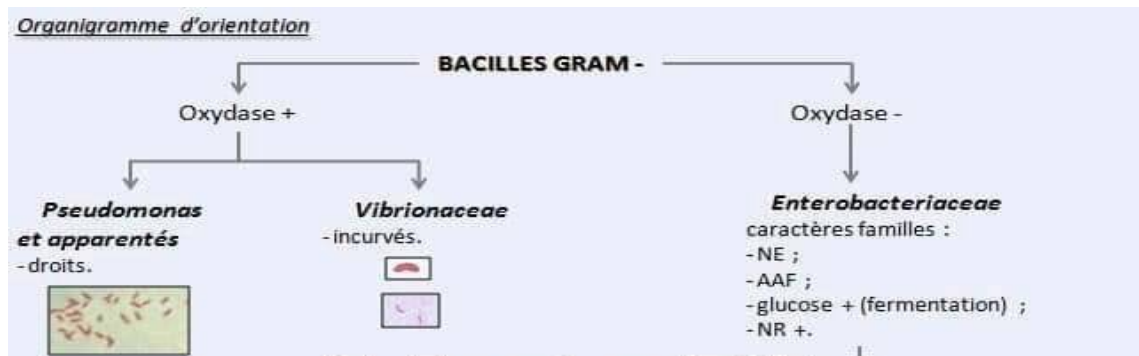 Organigramme d'orientation
BACILLES GRAM -
Oxydase +
Oxydase -
Pseudomonas
et apparentés
-droits.
Vibrionaceae
-incurvés.
Enterobacteriaceae
caractères familles :
-NE ;
-AAF ;
-glucose + (fermentation) ;
-NR +.